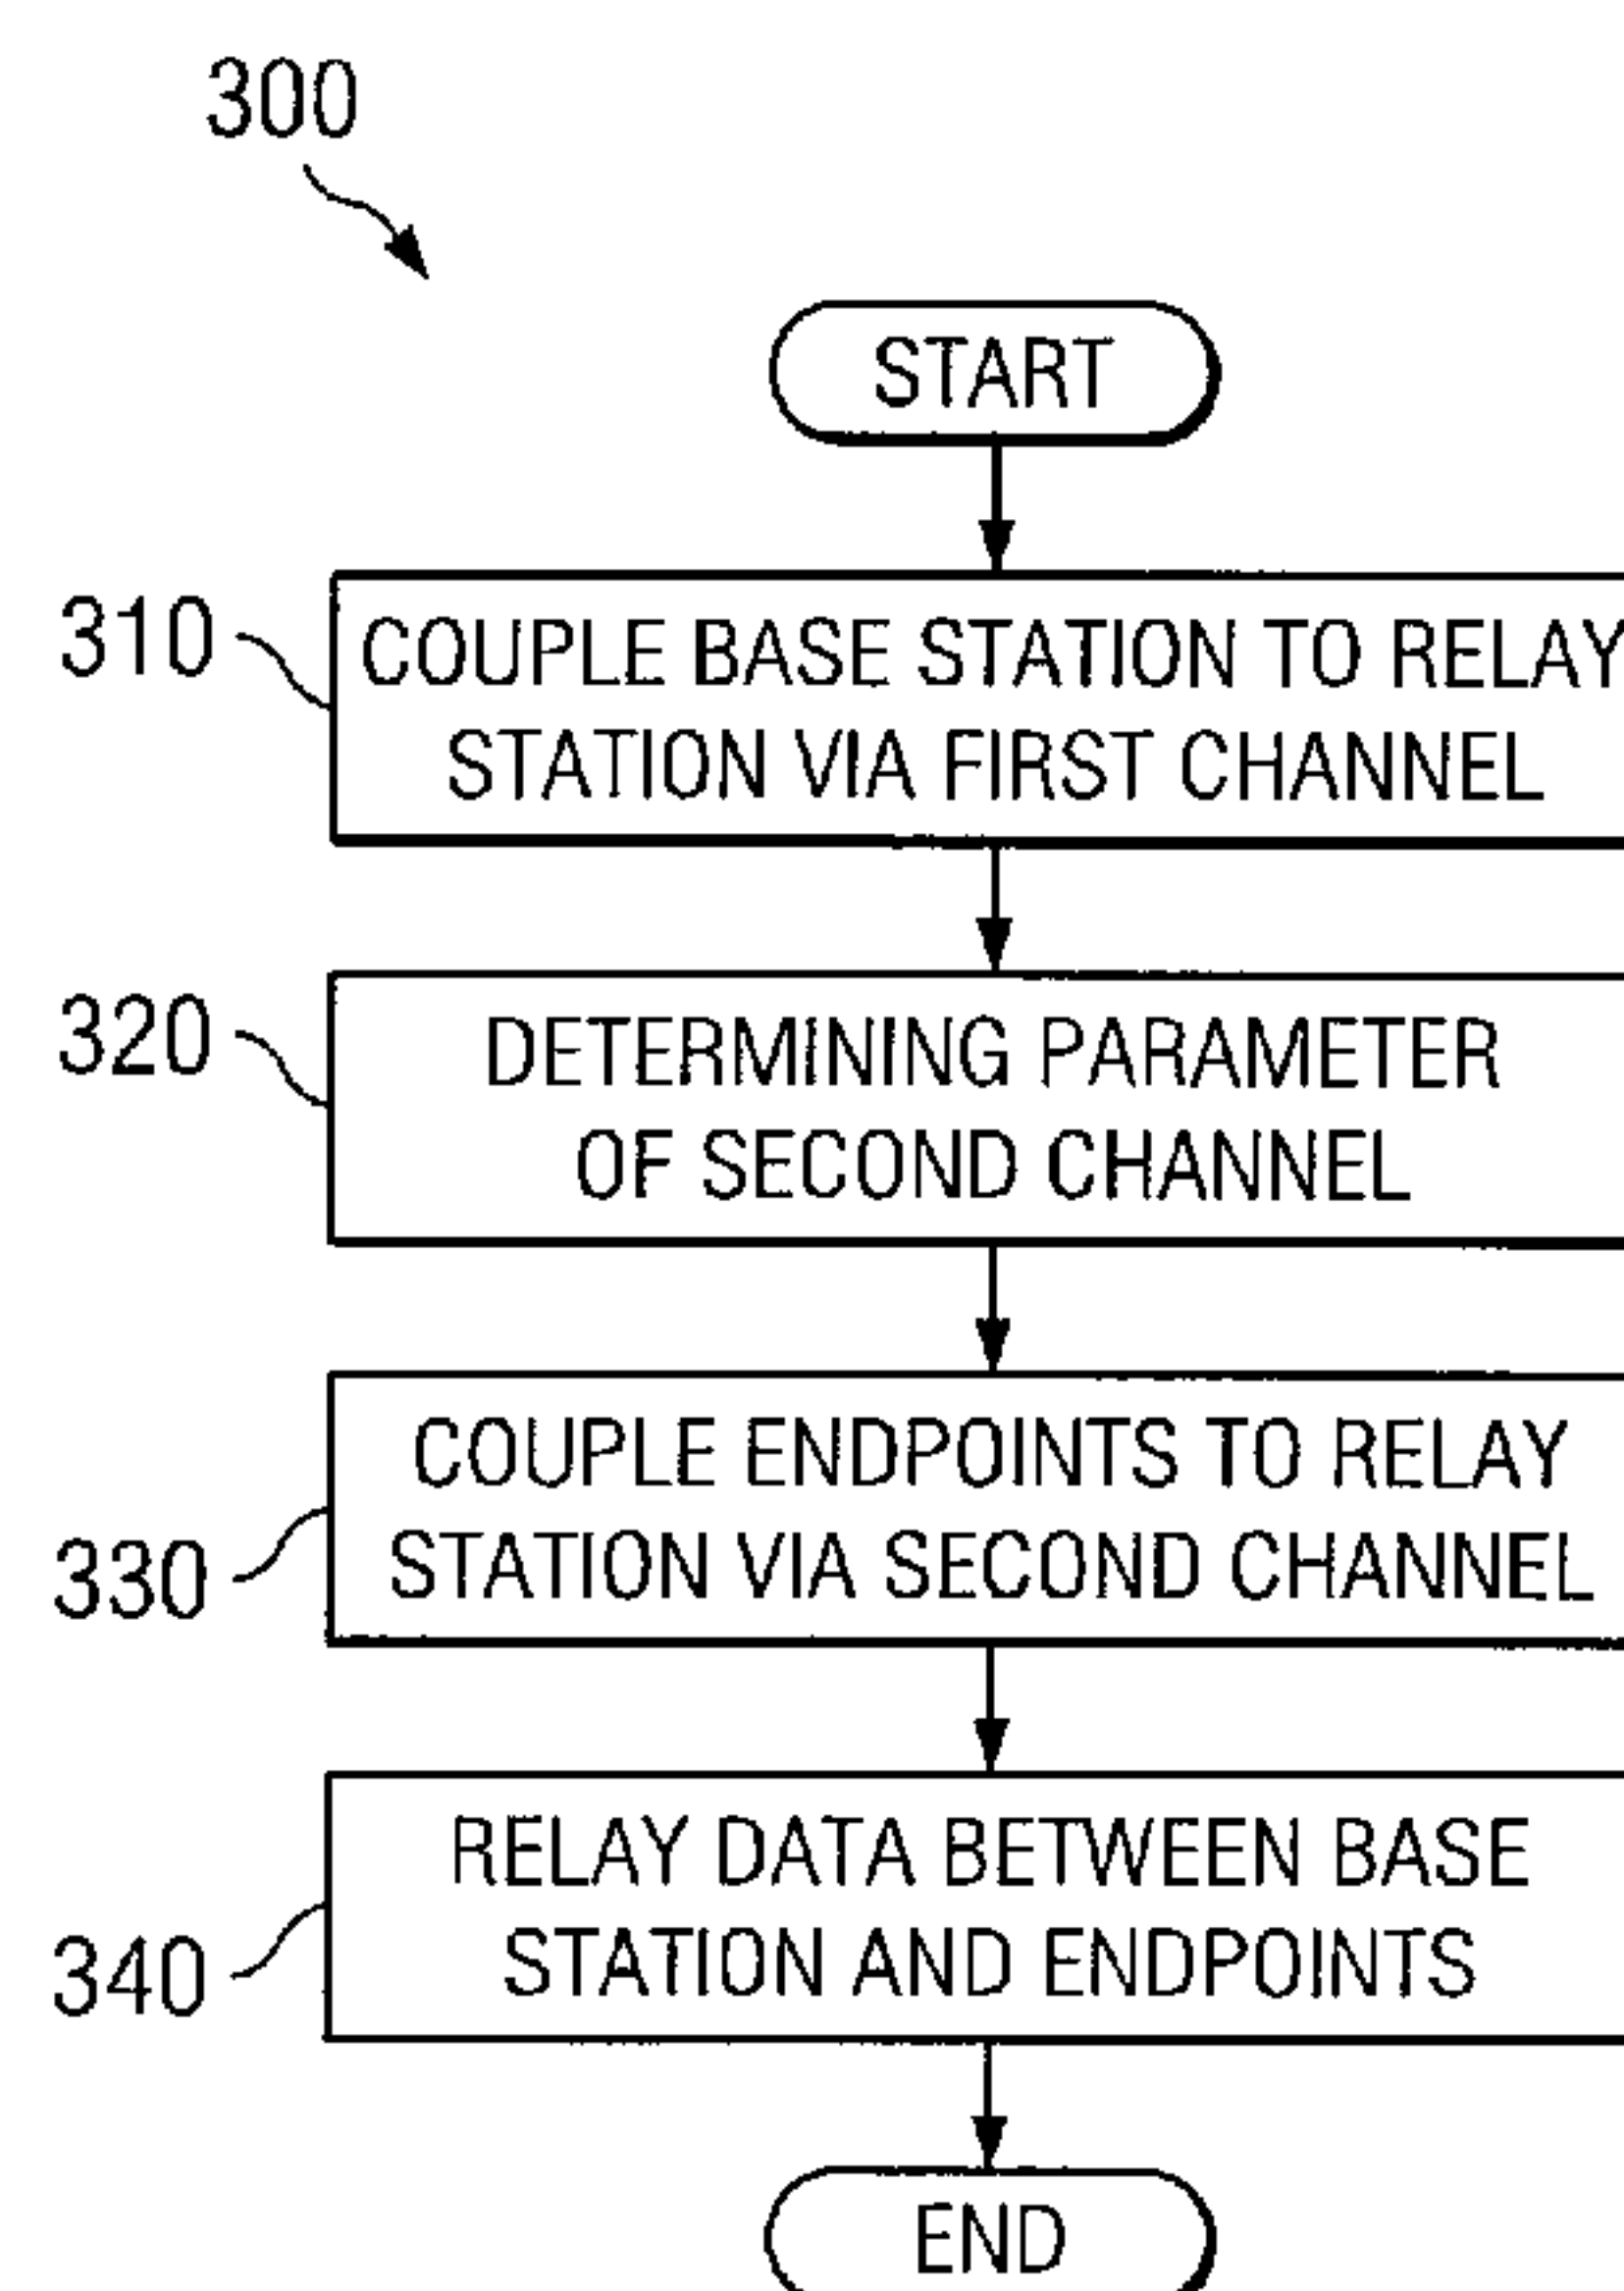 300
START
310
COUPLE BASE STATION TO RELAY
STATION VIA FIRST CHANNEL
320
DETERMINING PARAMETER
OF SECOND CHANNEL
330
COUPLE ENDPOINTS TO RELAY
STATION VIA SECOND CHANNEL
340
RELAY DATA BETWEEN BASE
STATION AND ENDPOINTS
END